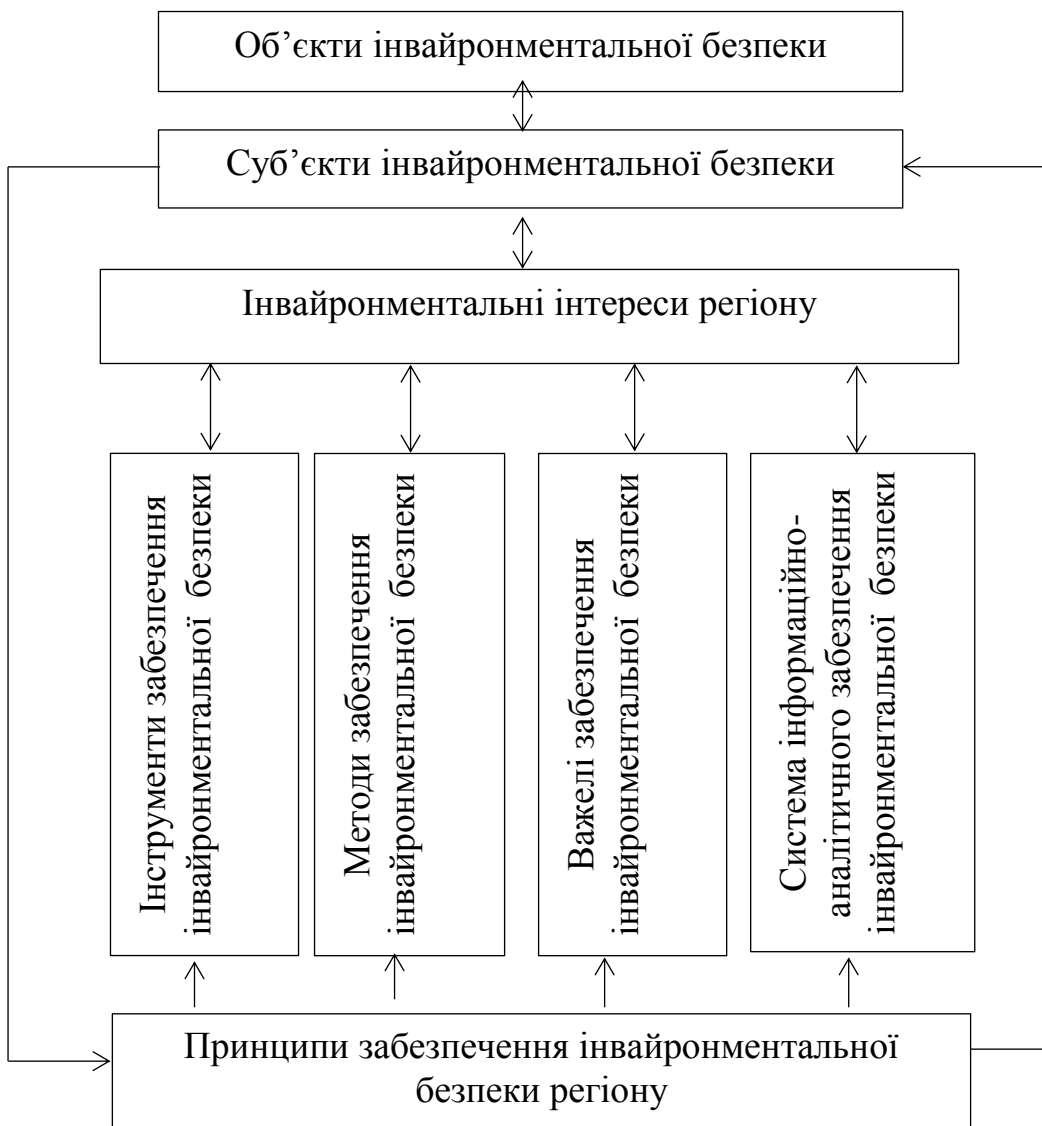 Об’єкти інвайронментальної безпеки
Суб’єкти інвайронментальної безпеки
Інвайронментальні інтереси регіону
Інструменти забезпечення
інвайронментальної безпеки
Методи забезпечення
інвайронментальної безпеки
Важелі забезпечення
інвайронментальної безпеки
Система інформаційно-
аналітичного забезпечення
інвайронментальної безпеки
Принципи забезпечення інвайронментальної
безпеки регіону